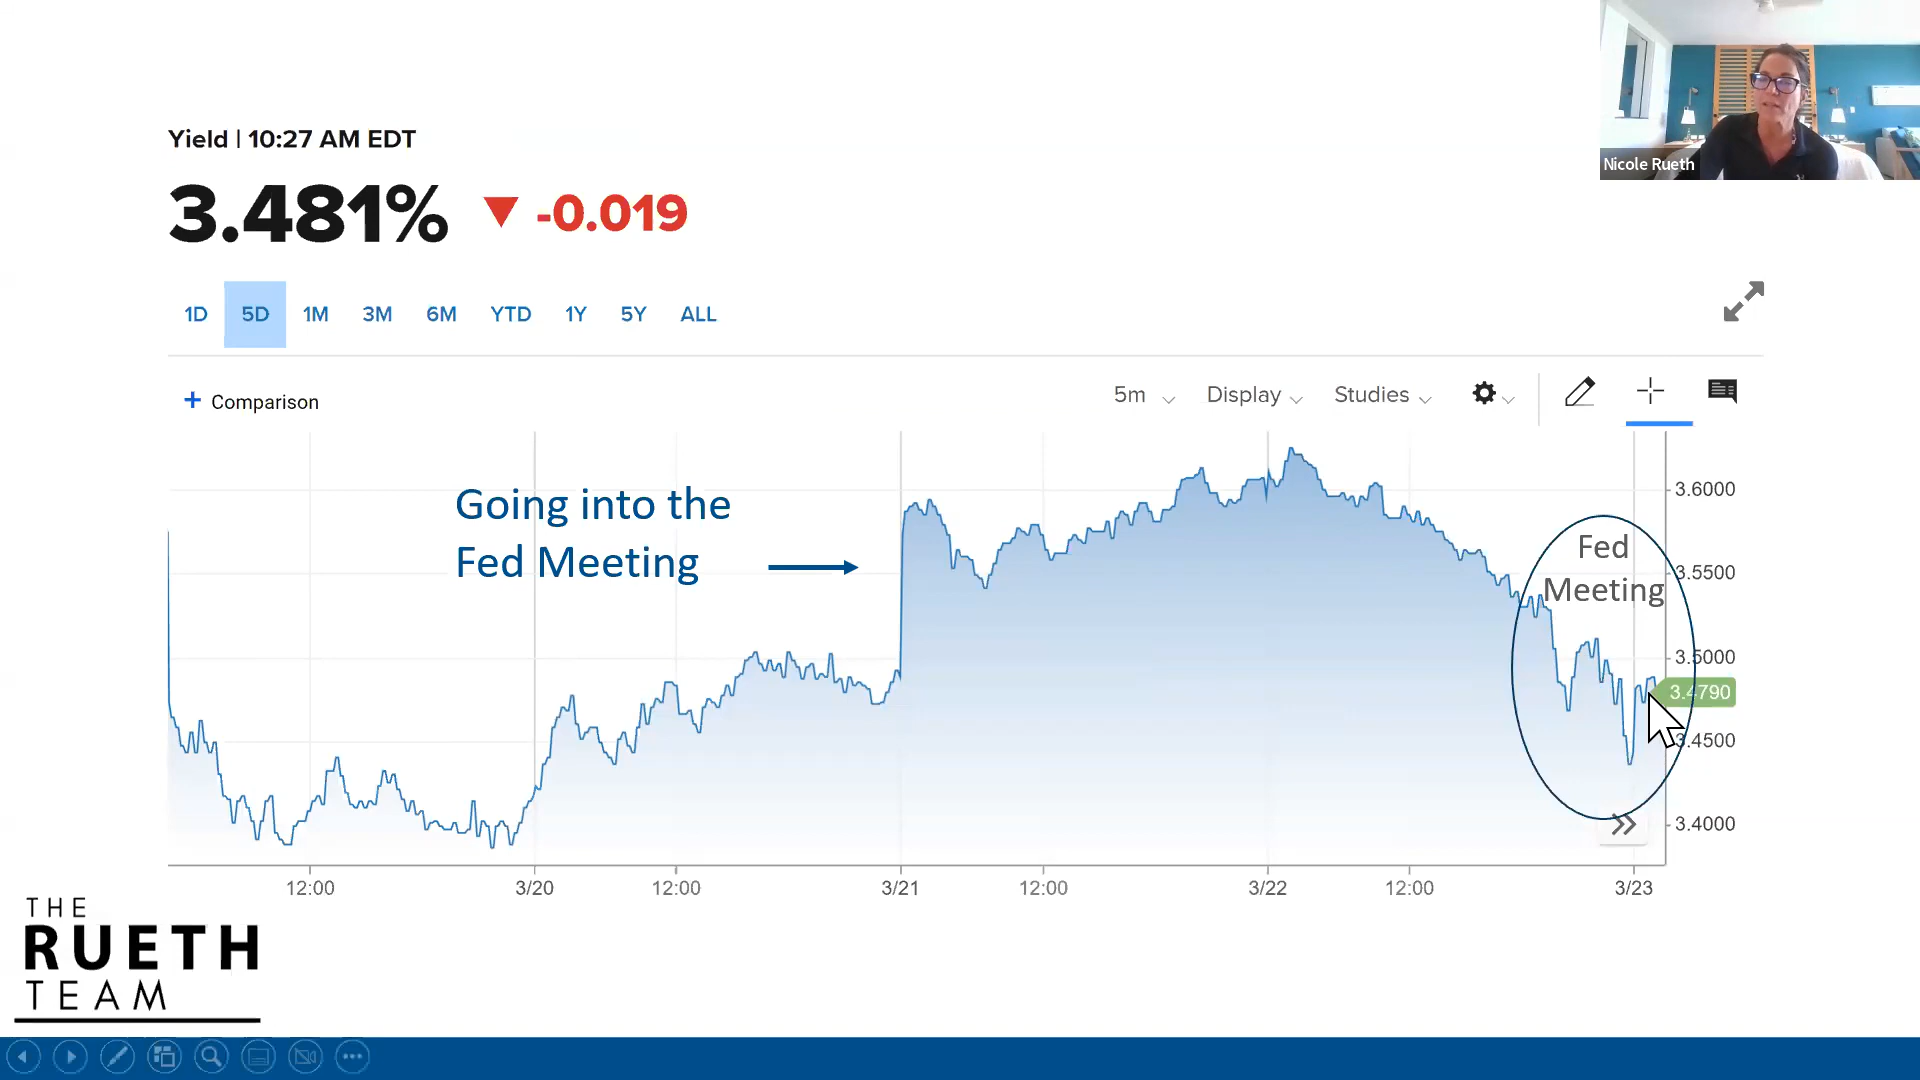 Nicole Rueth
Yield | 10:27 AM EDT
3.481% ▼ -0.019
1D 5D 1M 3M 6M YTD 1Y 5Y ALL
+ Comparison
5m Display Studies
Going into the
Fed Meeting
Fed
Meeting
3.6000
3.5500
3.5000
3.4790
3.4500
3.4000
12:00 3/20 12:00 3/21 12:00 3/22 12:00 3/23
THE
RUETH
TEAM